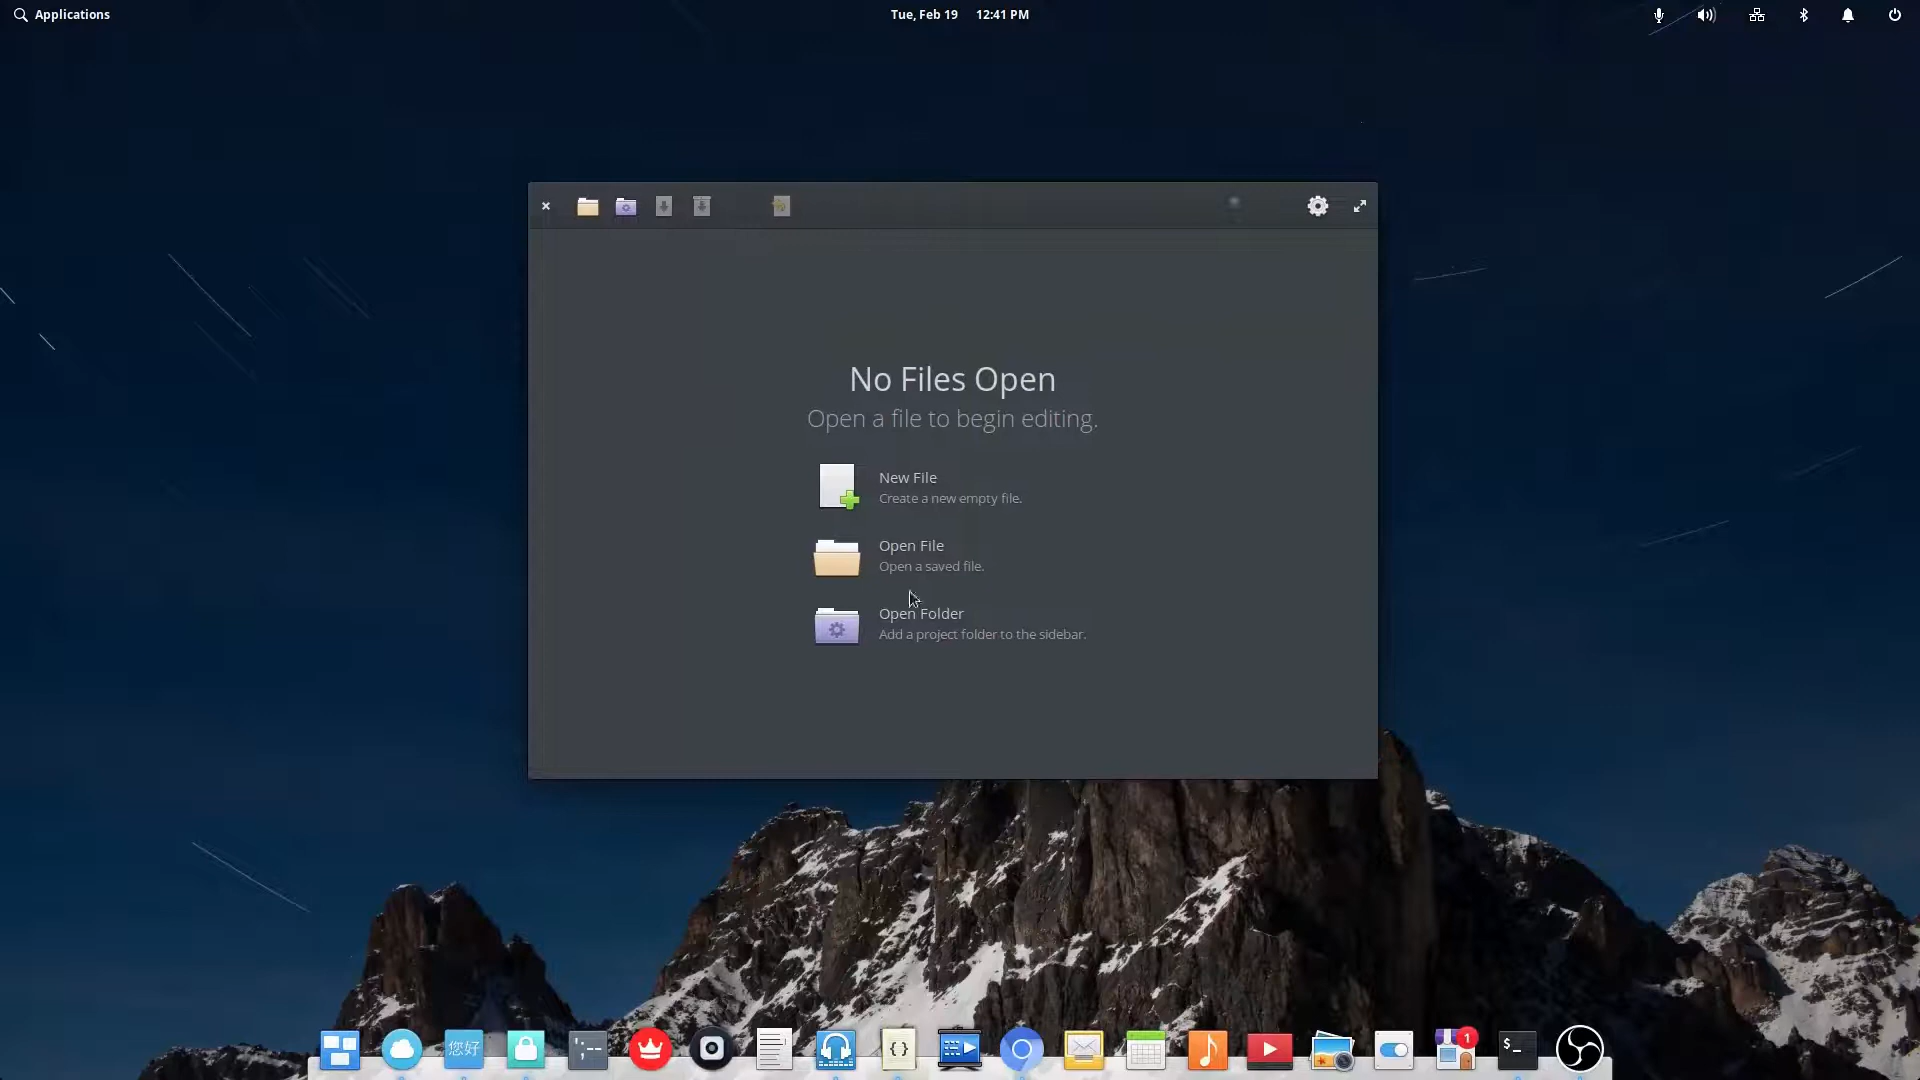 Applications
Tue, Feb 19 12:41 PM
No Files Open
Open a file to begin editing.
New File
Create a new empty file.
Open File
Open a saved file.
Open Folder
Add a project folder to the sidebar.
您好
';--
{}
1
$_